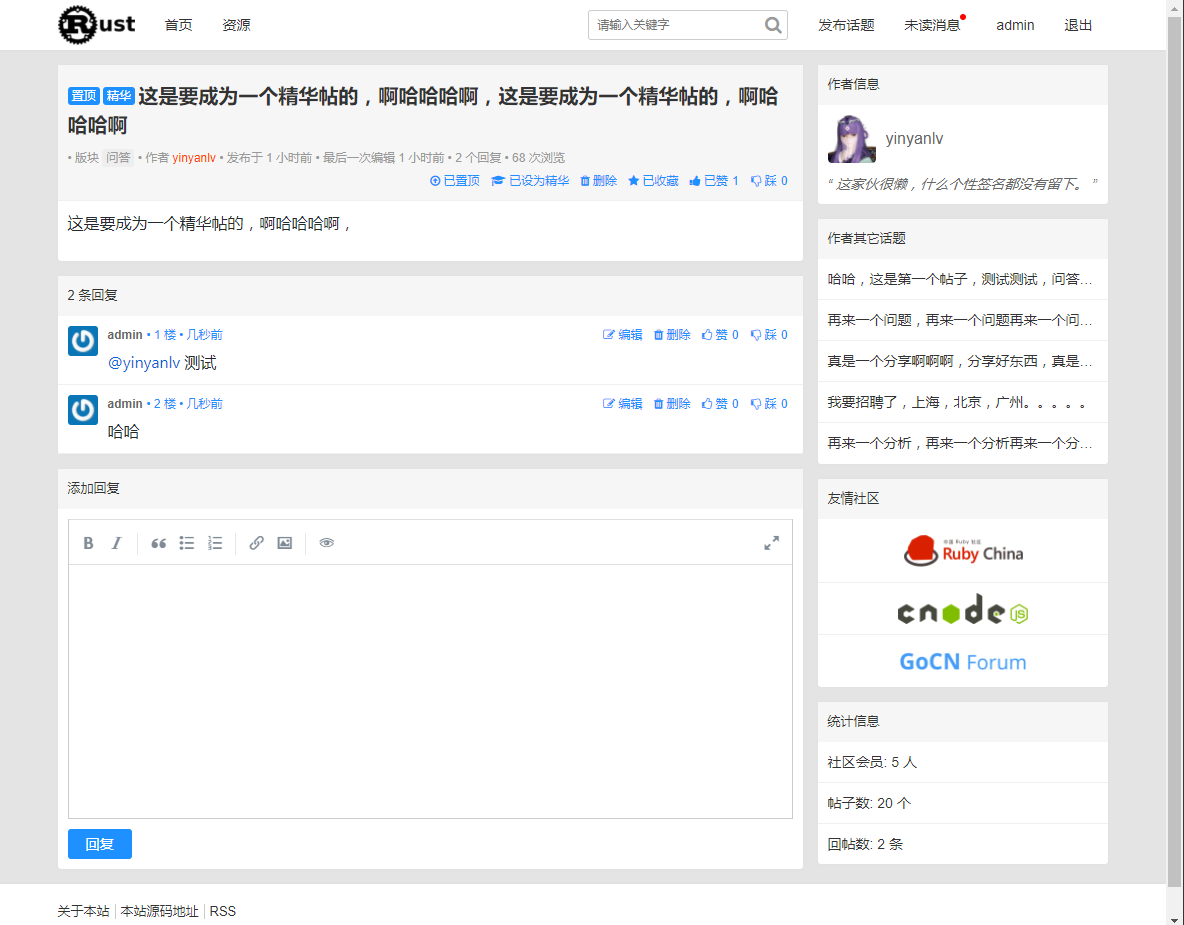 Rust 首页 资源 请输入关键字 发布话题 未读消息 admin 退出
置顶 精华 这是要成为一个精华帖的，啊哈哈哈啊，这是要成为一个精华帖的，啊哈
哈哈啊
• 版块 问答 • 作者 yinyanlv • 发布于 1 小时前 • 最后一次编辑 1 小时前 • 2 个回复 • 68 次浏览
已置顶 已设为精华 删除 已收藏 已赞 1 踩 0
这是要成为一个精华帖的，啊哈哈哈啊，
2 条回复
admin • 1 楼 • 几秒前 编辑 删除 赞 0 踩 0
@yinyanlv 测试
admin • 2 楼 • 几秒前 编辑 删除 赞 0 踩 0
哈哈
添加回复
B I
回复
作者信息
yinyanlv
“ 这家伙很懒，什么个性签名都没有留下。 ”
作者其它话题
哈哈，这是第一个帖子，测试测试，问答...
再来一个问题，再来一个问题再来一个问...
真是一个分享啊啊啊，分享好东西，真是...
我要招聘了，上海，北京，广州。。。。。
再来一个分析，再来一个分析再来一个分...
友情社区
中国 Ruby 社区
Ruby China
cnode JS
GoCN Forum
统计信息
社区会员: 5 人
帖子数: 20 个
回帖数: 2 条
关于本站 本站源码地址 RSS